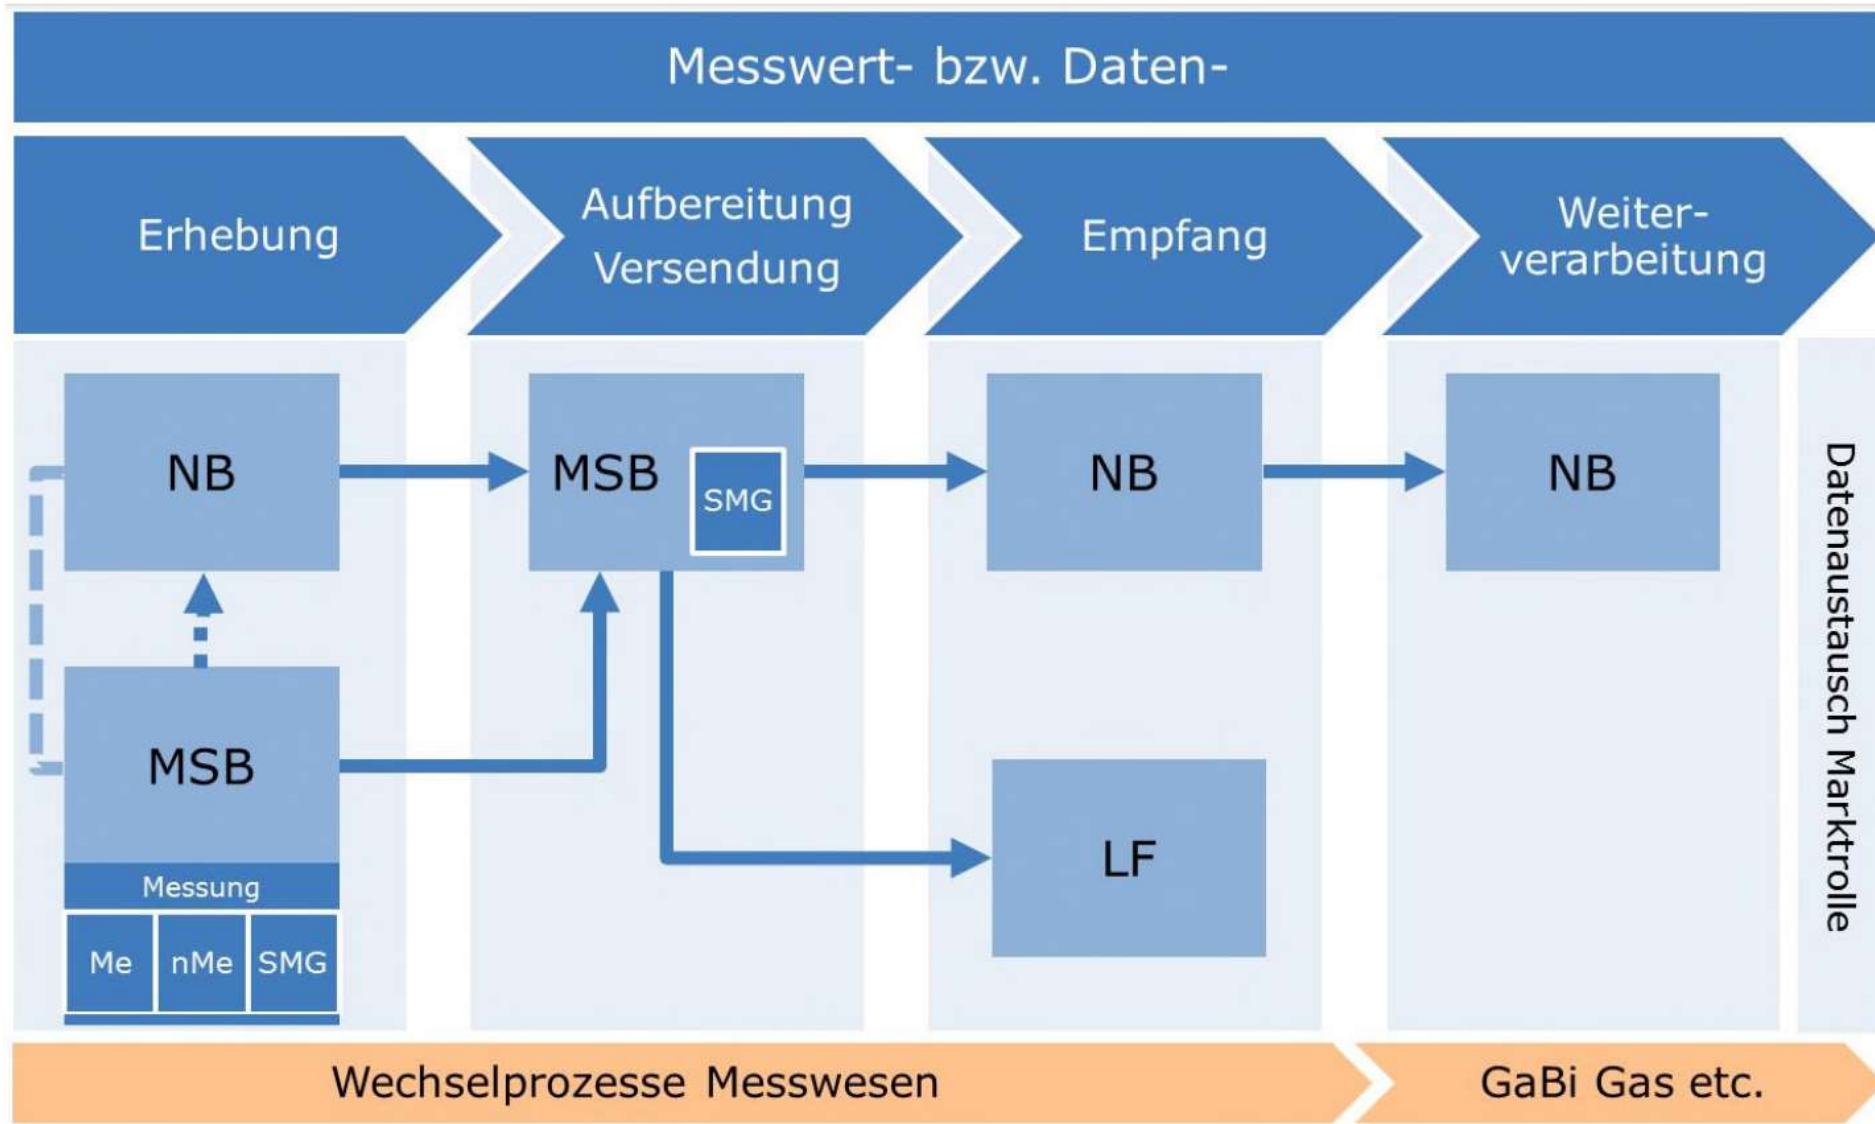 Messwert- bzw. Daten-
Erhebung
Aufbereitung
Versendung
Empfang
Weiter-
verarbeitung
NB
MSB
SMG
NB
NB
MSB
LF
Messung
Me
nMe
SMG
Datenaustausch Marktrolle
Wechselprozesse Messwesen
GaBi Gas etc.